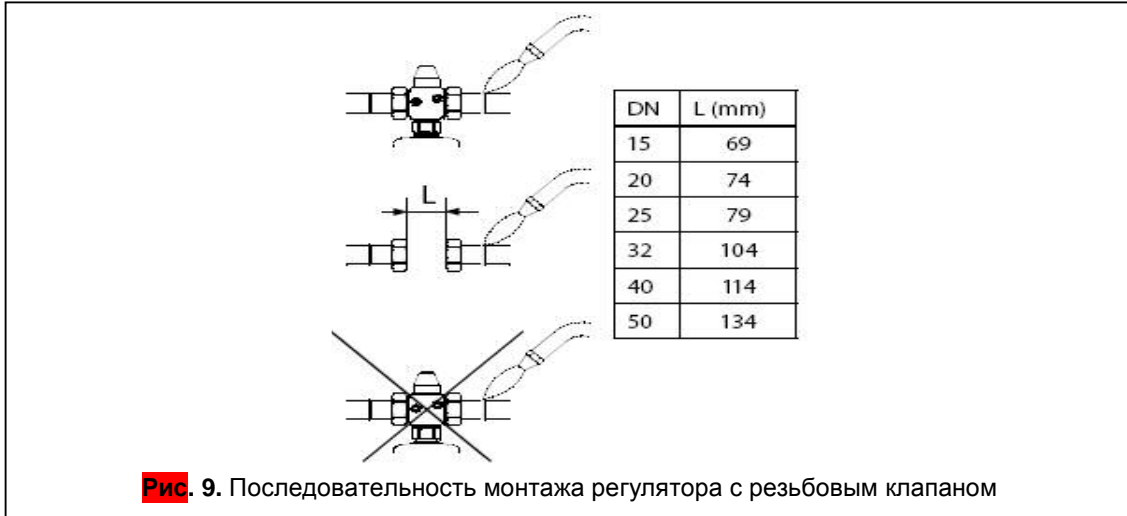 L
DN L (mm)
15 69
20 74
25 79
32 104
40 114
50 134
Рис. 9. Последовательность монтажа регулятора с резьбовым клапаном